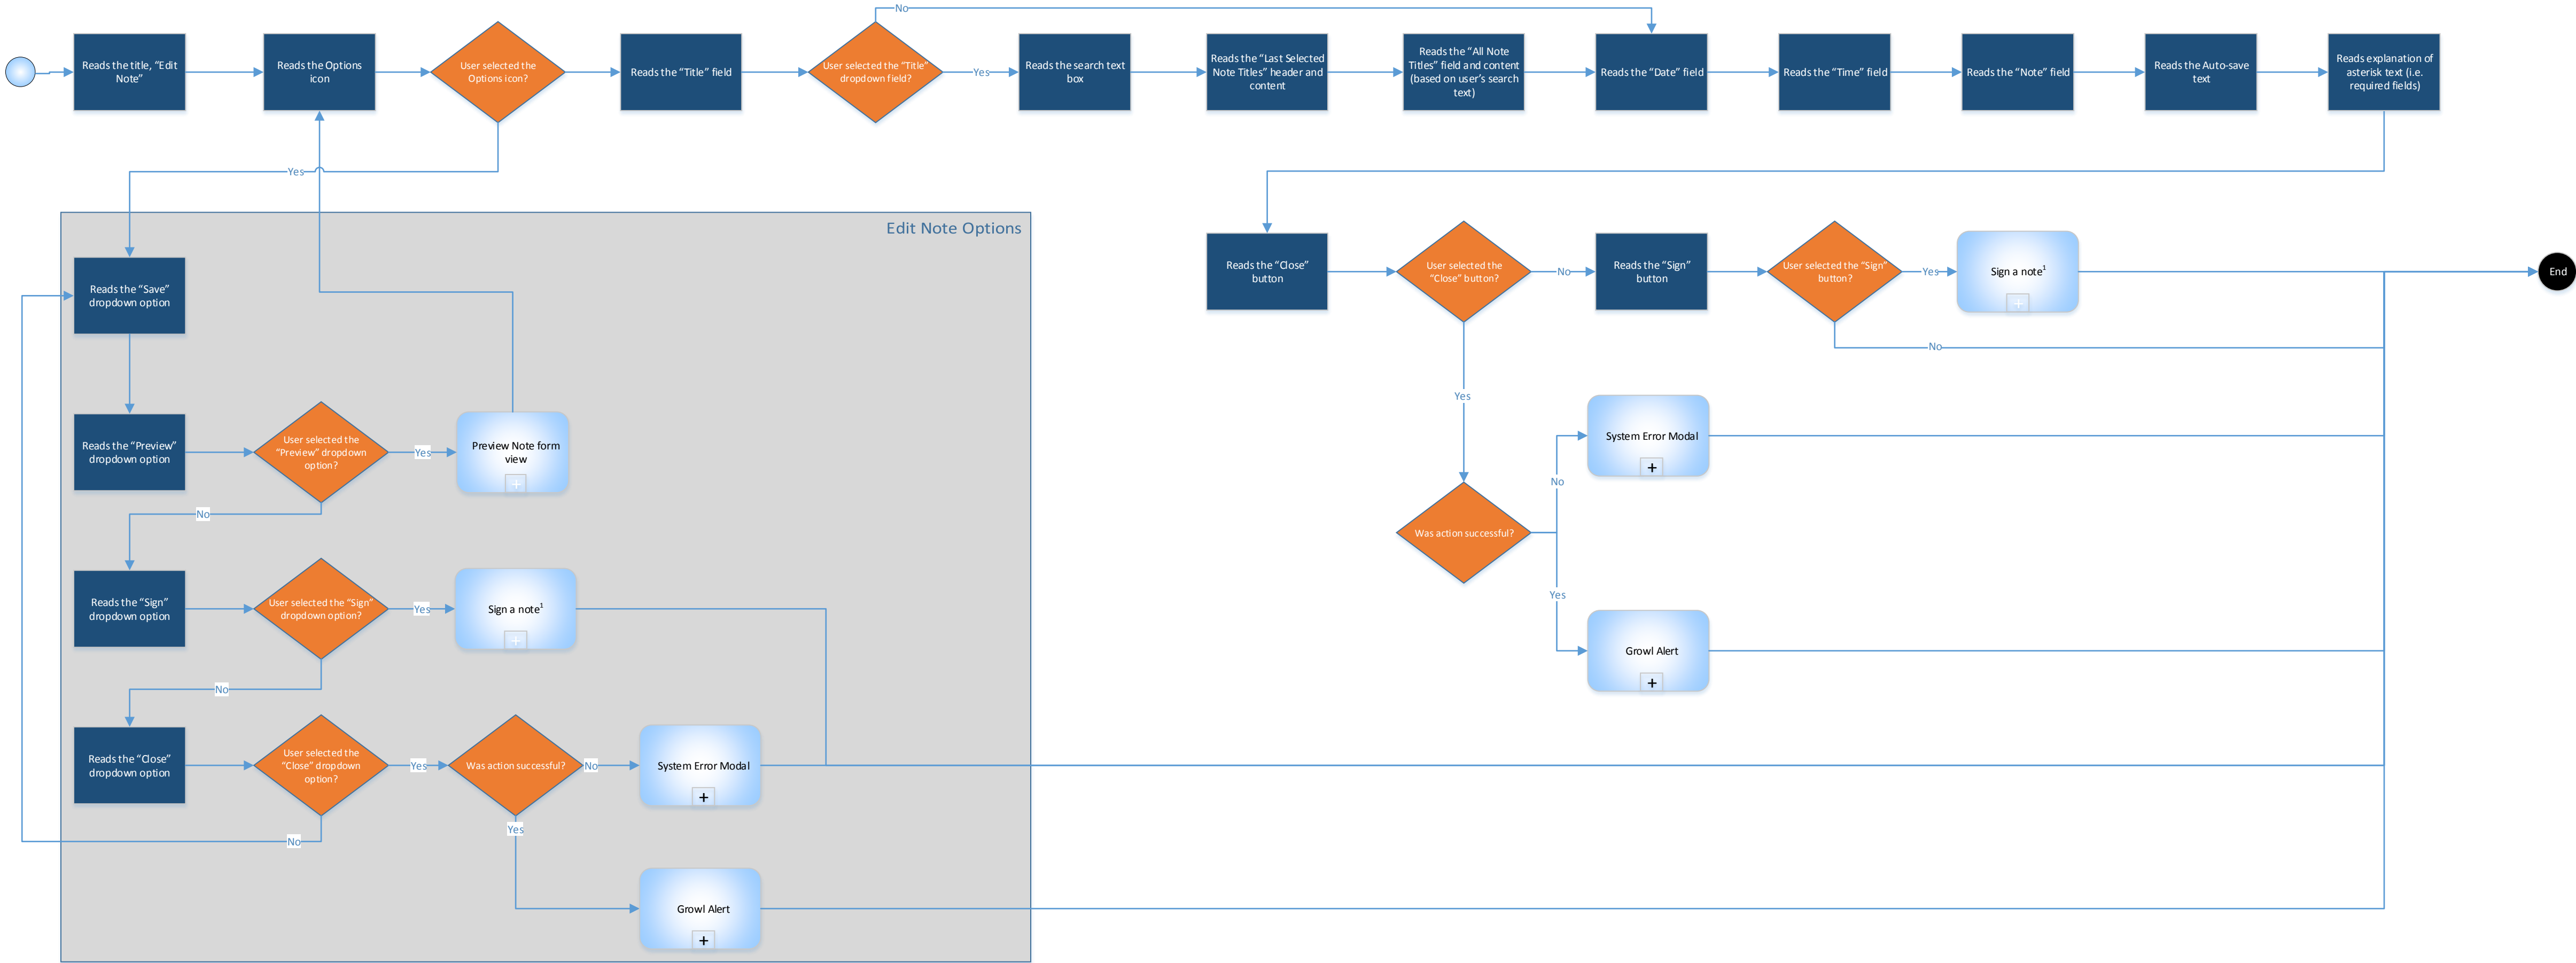 No
Reads the title, “Edit
Note”
Reads the Options
icon
User selected the
Options icon?
Reads the “Title” field
User selected the “Title”
dropdown field?
Yes
Reads the search text
box
Reads the “Last Selected
Note Titles” header and
content
Reads the “All Note
Titles” field and content
(based on user’s search
text)
Reads the “Date” field
Reads the “Time” field
Reads the “Note” field
Reads the Auto-save
text
Reads explanation of
asterisk text (i.e.
required fields)
Yes
Edit Note Options
Reads the “Save”
dropdown option
Reads the “Preview”
dropdown option
User selected the
“Preview” dropdown
option?
Yes
Preview Note form
view
No
Reads the “Sign”
dropdown option
User selected the “Sign”
dropdown option?
Yes
Sign a note¹
No
Reads the “Close”
dropdown option
User selected the
“Close” dropdown
option?
Yes
Was action successful?
No
System Error Modal
No
Yes
Growl Alert
Reads the “Close”
button
User selected the
“Close” button?
No
Reads the “Sign”
button
User selected the “Sign”
button?
Yes
Sign a note¹
End
No
Yes
System Error Modal
No
Was action successful?
Yes
Growl Alert